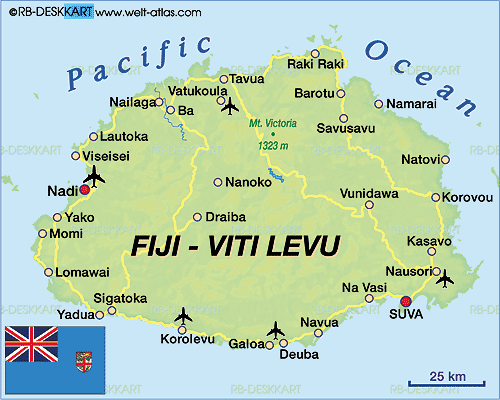 ©RB-DESKKART www.welt-atlas.com
Pacific Ocean
Tavua
Raki Raki
Vatukoula
Barotu
Nailaga
Ba
Namarai
Mt. Victoria
1323 m
Savusavu
Lautoka
Viseisei
Natovi
Nadi
Nanoko
Vunidawa
Korovou
Yako
Draiba
Momi
FIJI - VITI LEVU
Kasavo
Lomawai
Nausori
Na Vasi
Sigatoka
SUVA
Yadua
Korolevu
Navua
Galoa
Deuba
25 km
RB-DESKKART
RB-DESKKART
RB-DESKKART